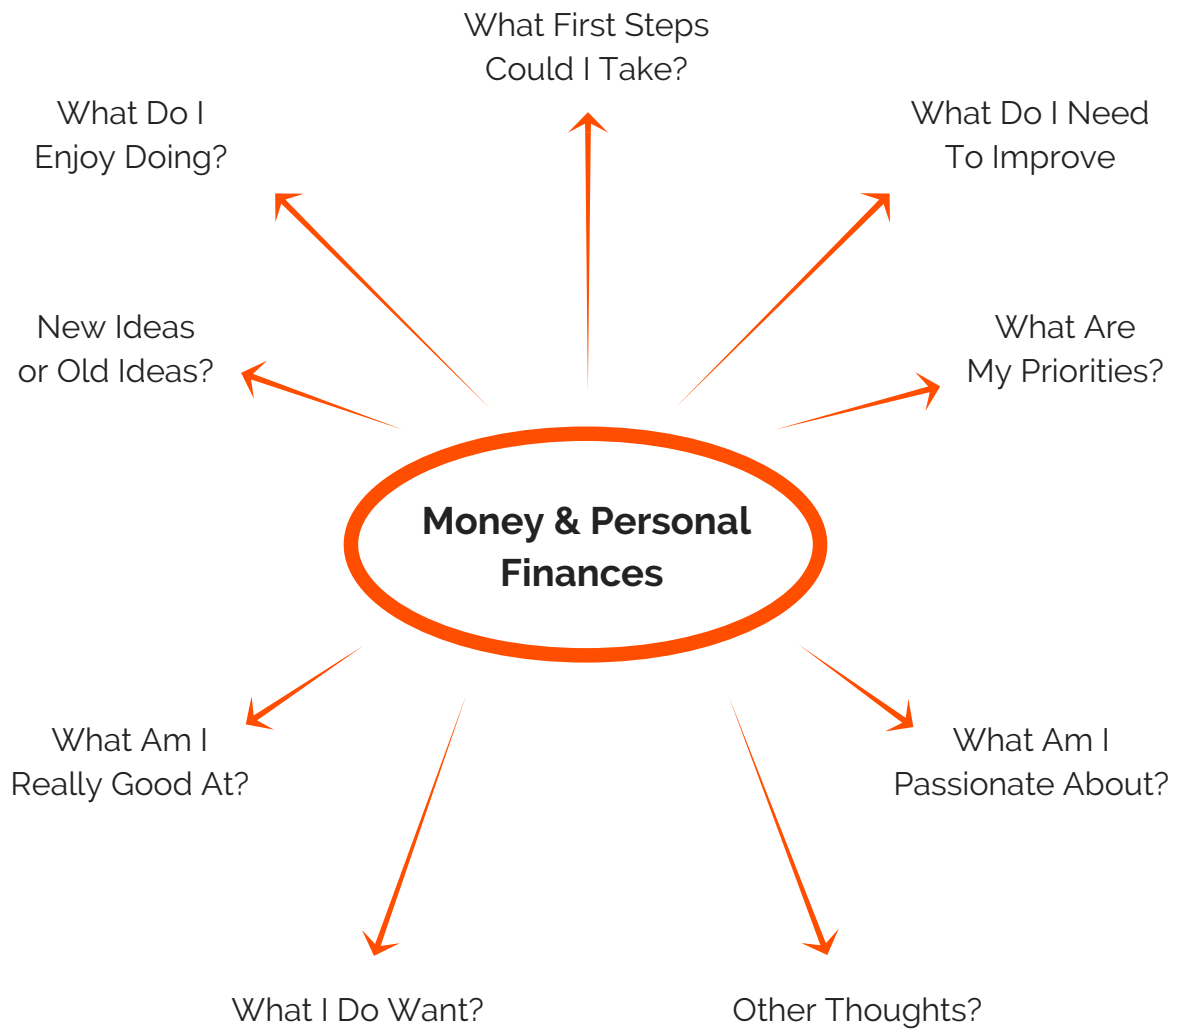 What First Steps
Could I Take?
What Do I
Enjoy Doing?
What Do I Need
To Improve
New Ideas
or Old Ideas?
What Are
My Priorities?
Money & Personal
Finances
What Am I
Really Good At?
What Am I
Passionate About?
What I Do Want?
Other Thoughts?